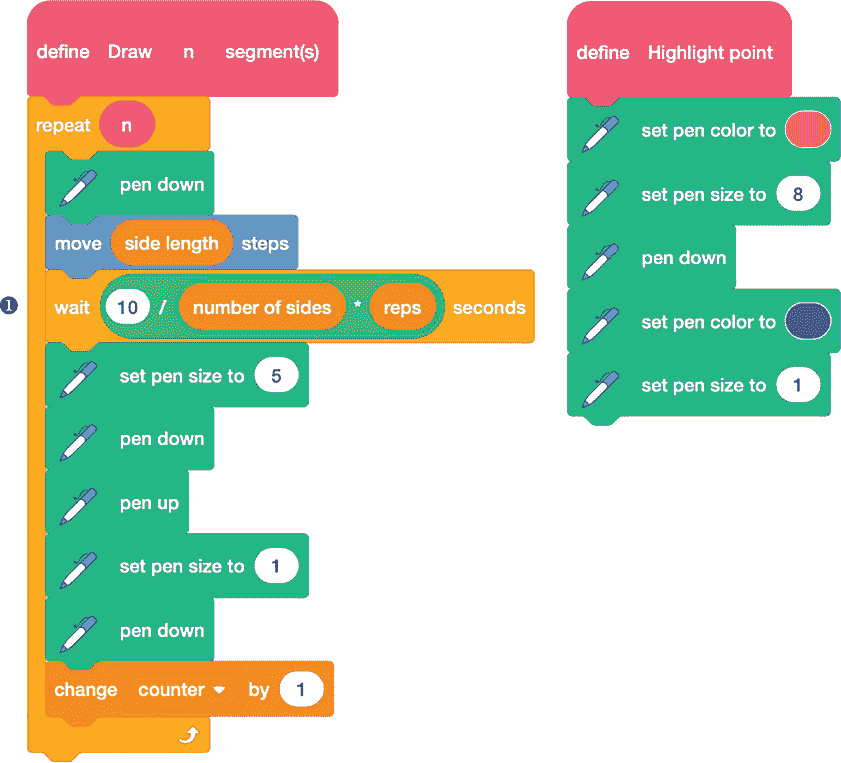 define Draw n segment(s)
repeat n
pen down
move side length steps
❶ wait 10 / number of sides * reps seconds
set pen size to 5
pen down
pen up
set pen size to 1
pen down
change counter by 1
define Highlight point
set pen color to
set pen size to 8
pen down
set pen color to
set pen size to 1